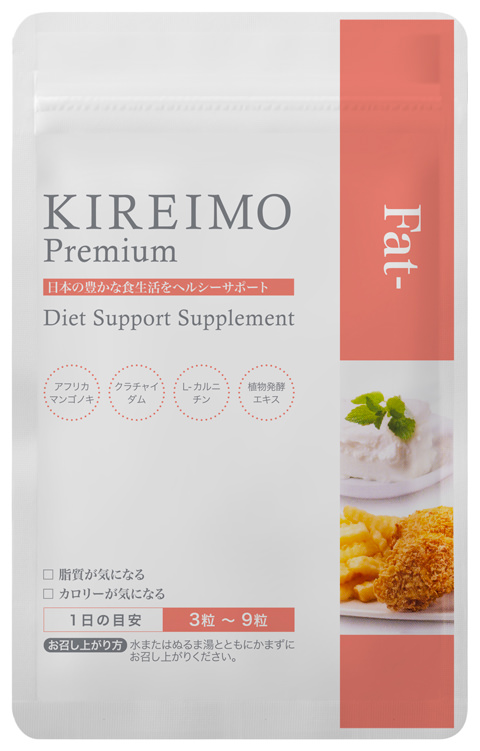 KIREIMO
Premium
日本の豊かな食生活をヘルシーサポート
Diet Support Supplement
アフリカ
マンゴノキ
クラチャイ
ダム
L-カルニ
チン
植物発酵
エキス
Fat-
□ 脂質が気になる
□ カロリーが気になる
1日の目安 3粒 〜 9粒
お召し上がり方 水またはぬるま湯とともにかまずに
お召し上がりください。